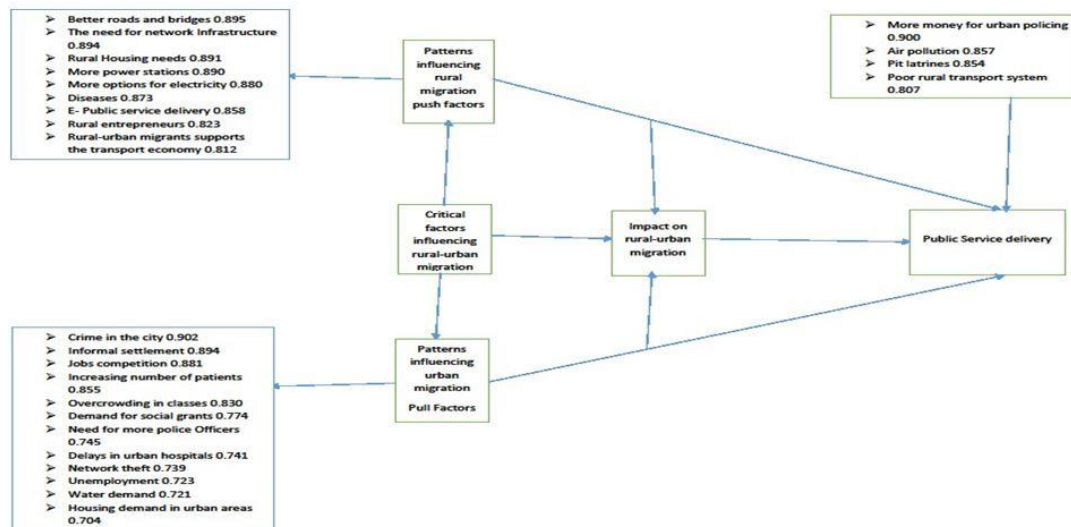 ➢ Better roads and bridges 0.895
➢ The need for network Infrastructure
0.894
➢ Rural Housing needs 0.891
➢ More power stations 0.890
➢ More options for electricity 0.880
➢ Diseases 0.873
➢ E- Public service delivery 0.858
➢ Rural entrepreneurs 0.823
➢ Rural-urban migrants supports
the transport economy 0.812
Patterns
influencing
rural
migration
push factors
➢ More money for urban policing
0.900
➢ Air pollution 0.857
➢ Pit latrines 0.854
➢ Poor rural transport system
0.807
Critical
factors
influencing
rural-urban
migration
Impact on
rural-urban
migration
Public Service delivery
➢ Crime in the city 0.902
➢ Informal settlement 0.894
➢ Jobs competition 0.881
➢ Increasing number of patients
0.855
➢ Overcrowding in classes 0.830
➢ Demand for social grants 0.774
➢ Need for more police Officers
0.745
➢ Delays in urban hospitals 0.741
➢ Network theft 0.739
➢ Unemployment 0.723
➢ Water demand 0.721
➢ Housing demand in urban areas
0.704
Patterns
influencing
urban
migration
Pull Factors